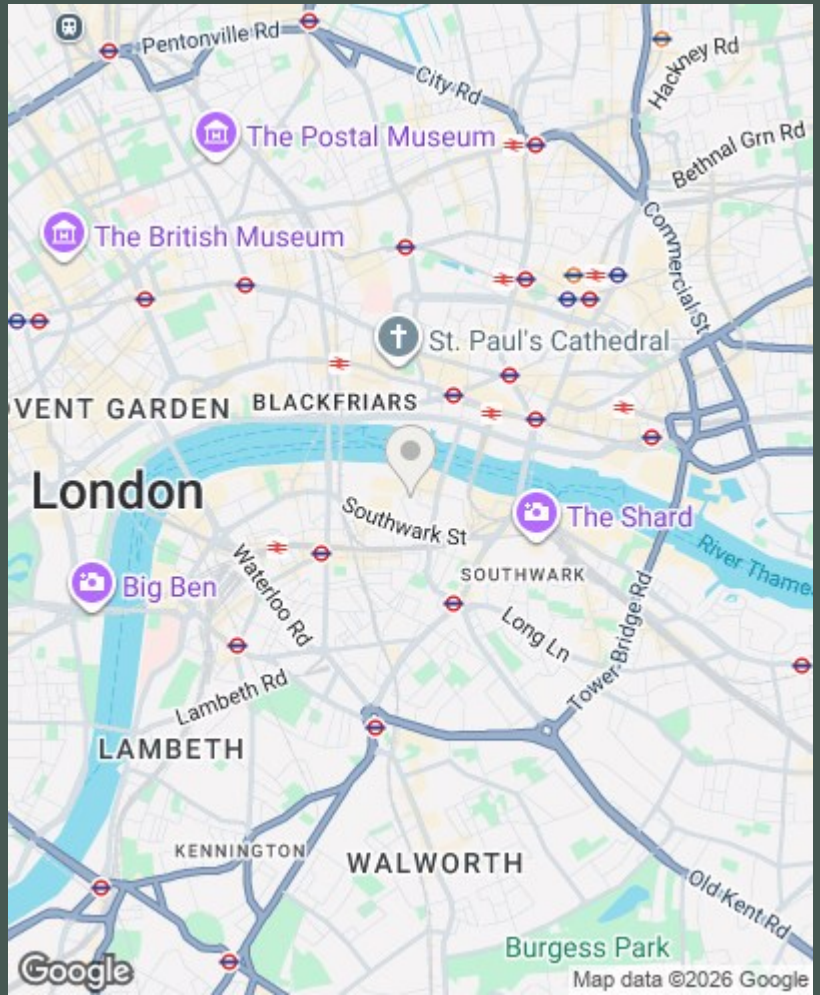 Pentonville Rd
City Rd
Hackney Rd
The Postal Museum
Bethnal Grn Rd
The British Museum
Commercial St
St. Paul's Cathedral
VENT GARDEN
BLACKFRIARS
London
Southwark St
The Shard
Waterloo Rd
SOUTHWARK
River Thame
Big Ben
Long Ln
Tower Bridge Rd
Lambeth Rd
LAMBETH
KENNINGTON
WALWORTH
Old Kent Rd
Burgess Park
Google
Map data ©2026 Google